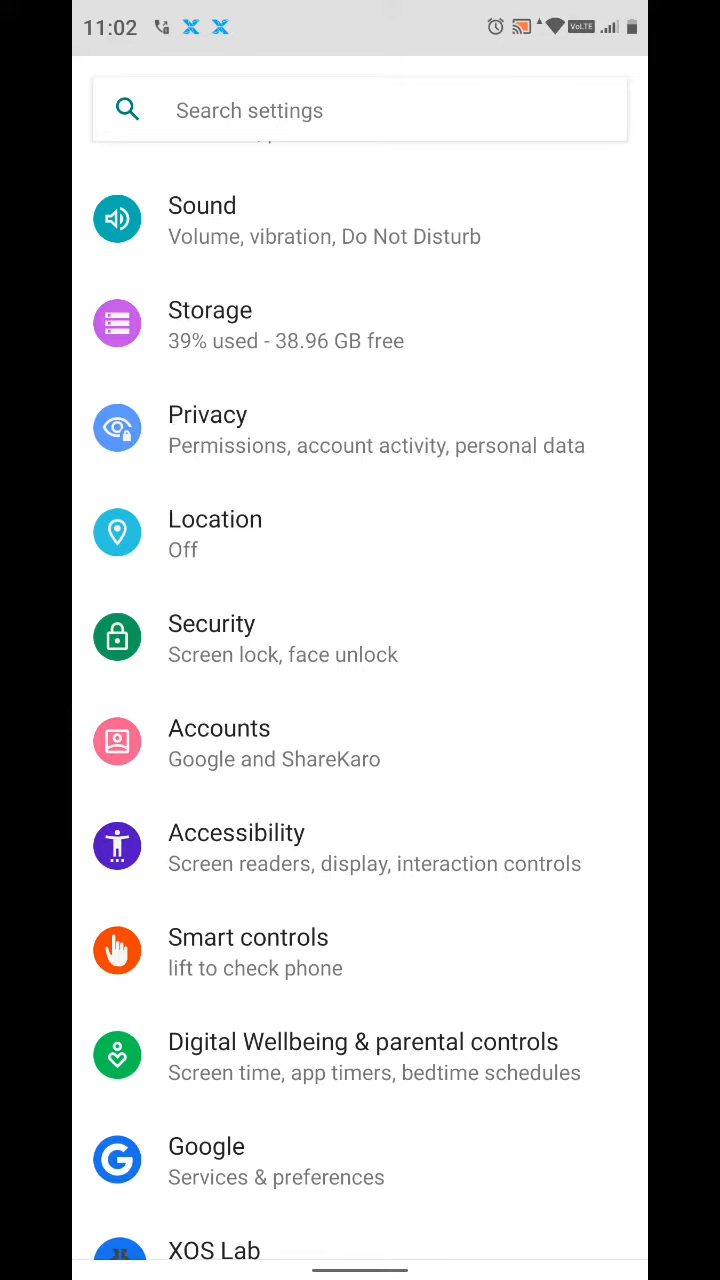 11:02
VoLTE
Search settings
Sound
Volume, vibration, Do Not Disturb
Storage
39% used - 38.96 GB free
Privacy
Permissions, account activity, personal data
Location
Off
Security
Screen lock, face unlock
Accounts
Google and ShareKaro
Accessibility
Screen readers, display, interaction controls
Smart controls
lift to check phone
Digital Wellbeing & parental controls
Screen time, app timers, bedtime schedules
Google
Services & preferences
XOS Lab